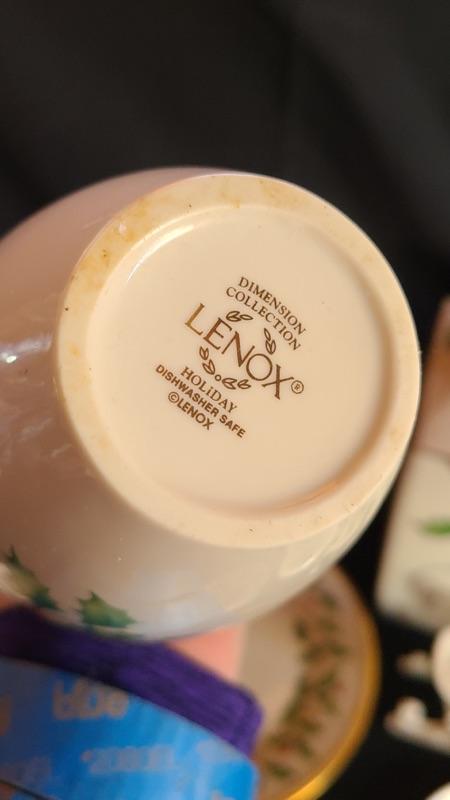 DIMENSION
COLLECTION
LENOX®
HOLIDAY
DISHWASHER SAFE
©LENOX